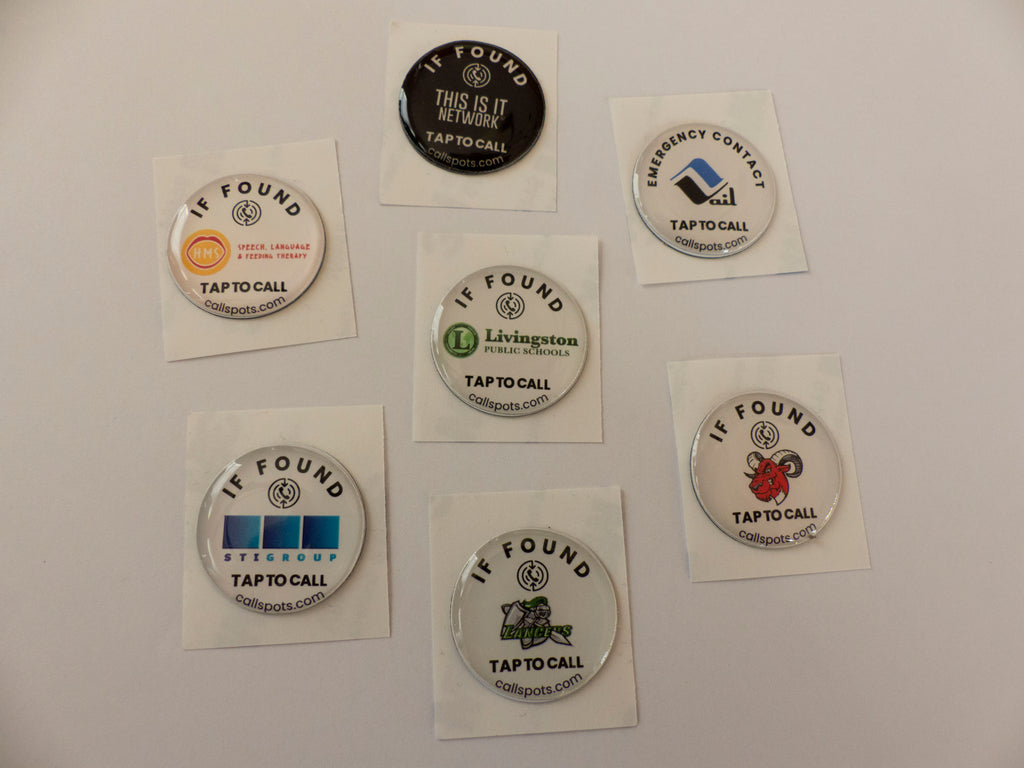 IF FOUND
THIS IS IT
NETWORK
TAP TO CALL
callspots.com
EMERGENCY CONTACT
ail
TAP TO CALL
callspots.com
IF FOUND
HMS
SPEECH, LANGUAGE
& FEEDING THERAPY
TAP TO CALL
callspots.com
IF FOUND
L
Livingston
PUBLIC SCHOOLS
TAP TO CALL
callspots.com
IF FOUND
TAP TO CALL
callspots.com
IF FOUND
STIGROUP
TAP TO CALL
callspots.com
IF FOUND
LANCERS
TAP TO CALL
callspots.com